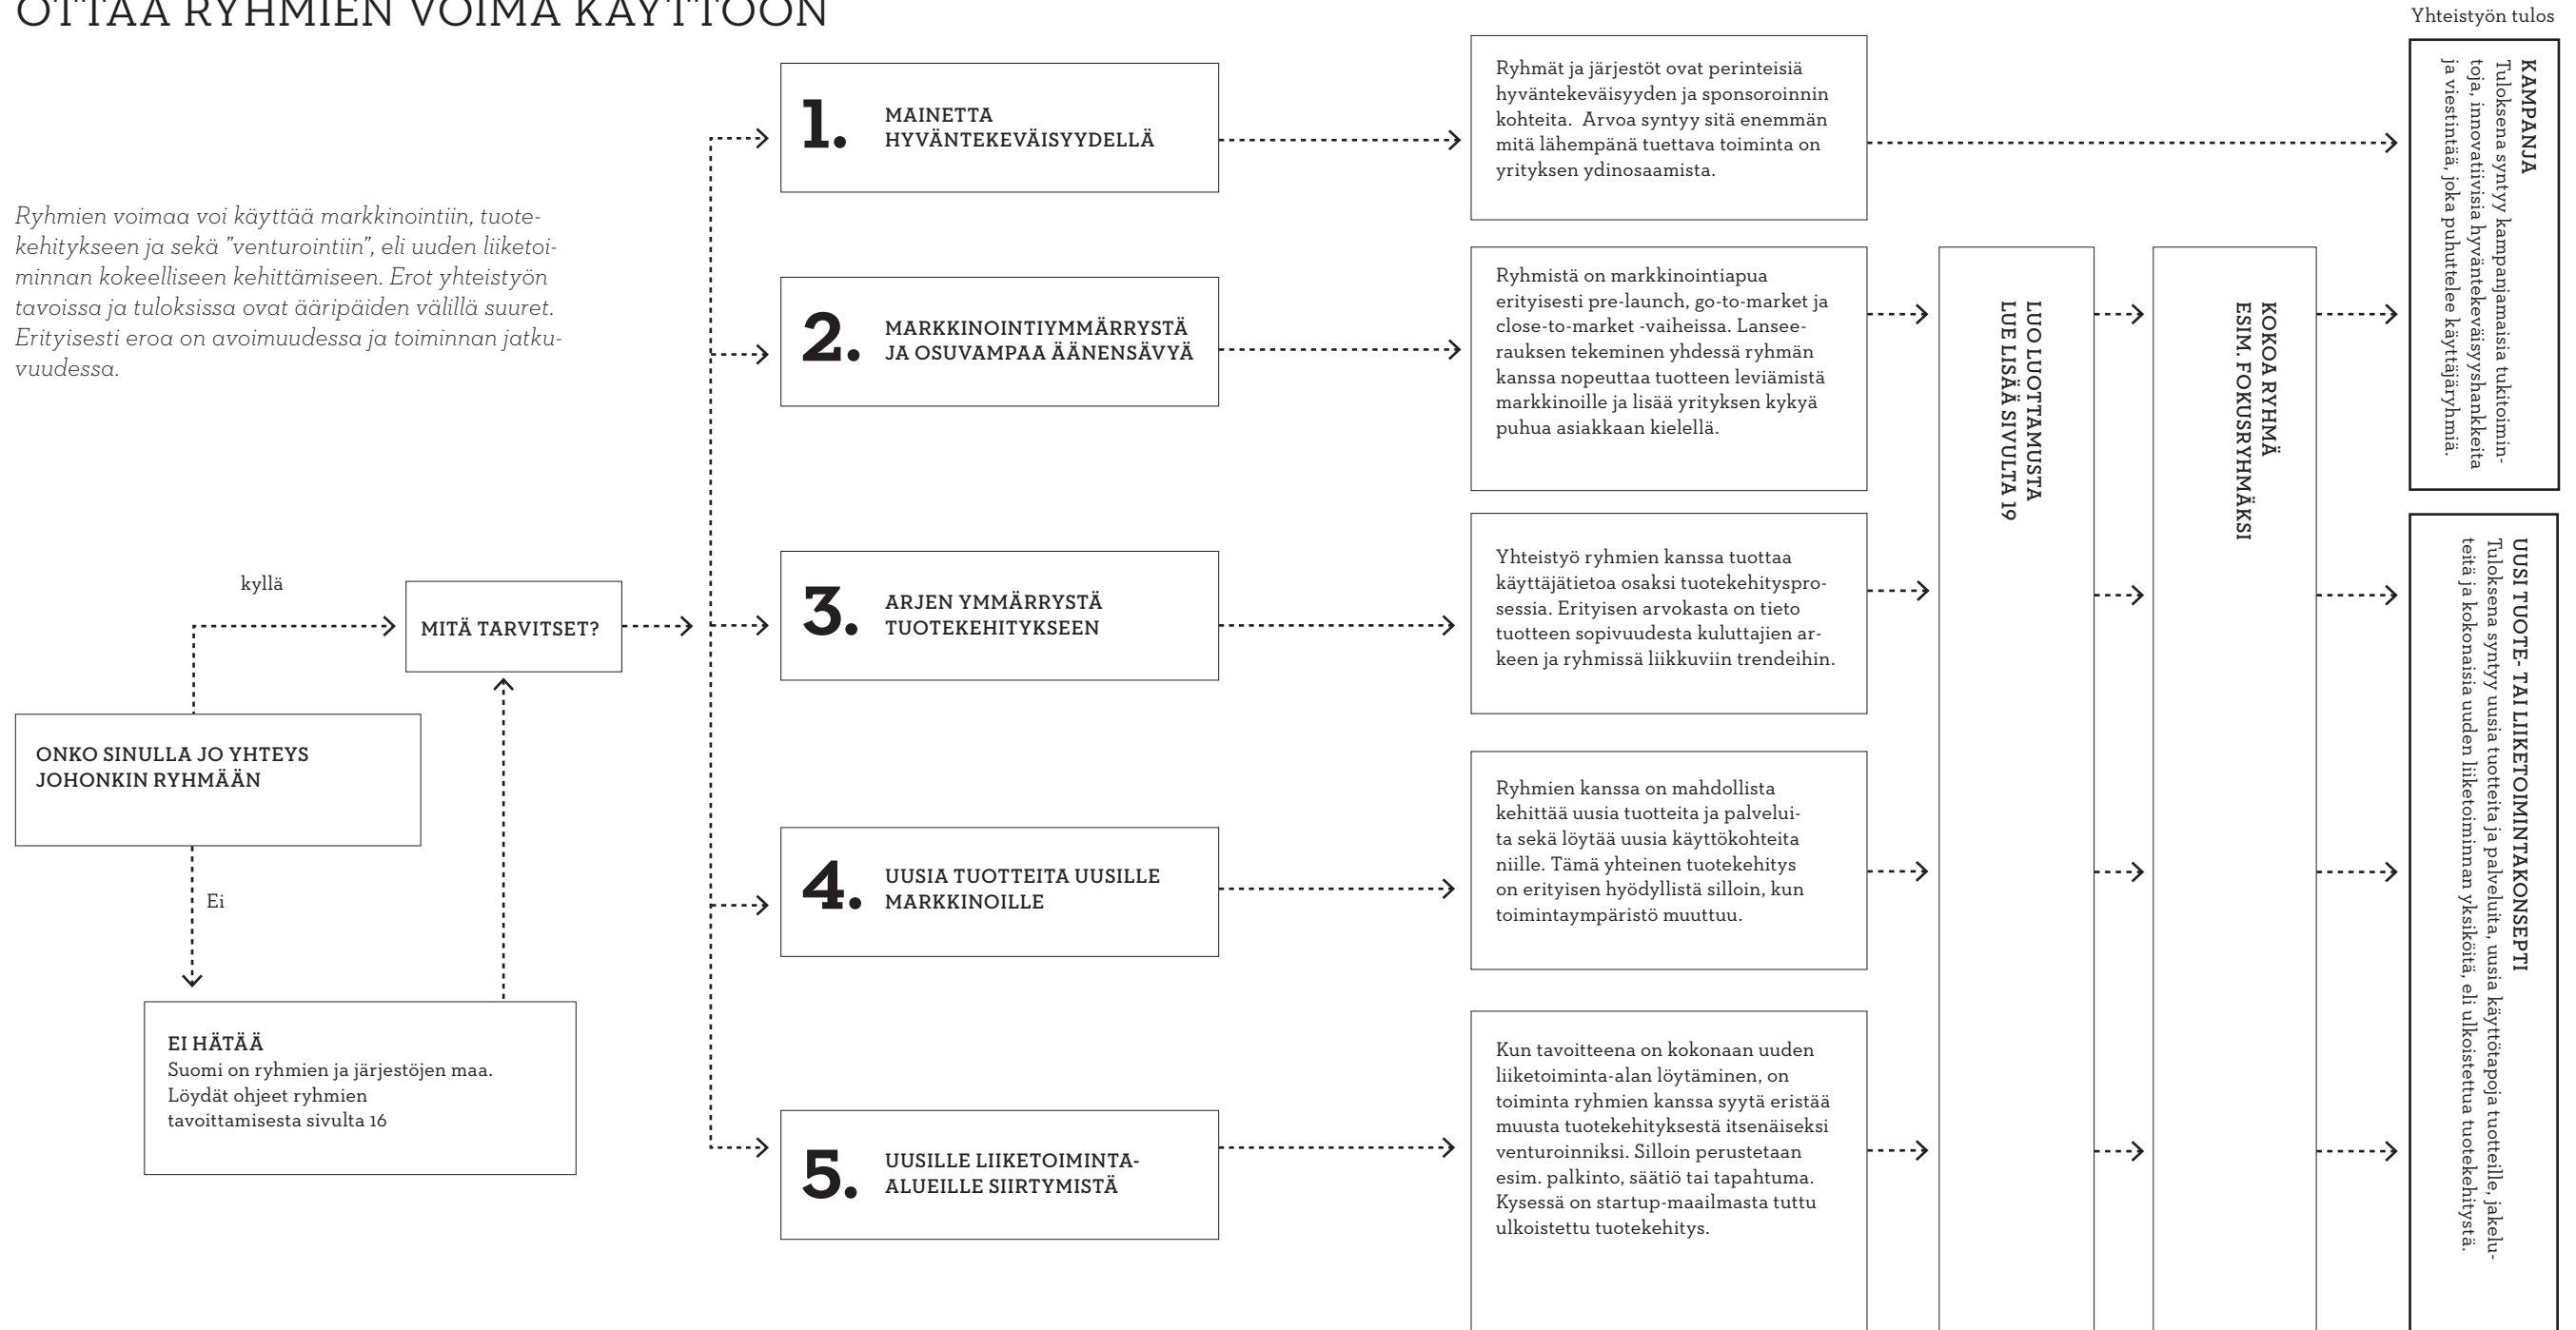 OTTAA RYHMIEN VOIMA KÄYTTÖÖN
Ryhmien voimaa voi käyttää markkinointiin, tuote-
kehitykseen ja sekä ”venturointiin”, eli uuden liiketoi-
minnan kokeelliseen kehittämiseen. Erot yhteistyön
tavoissa ja tuloksissa ovat ääripäiden välillä suuret.
Erityisesti eroa on avoimuudessa ja toiminnan jatku-
vuudessa.
ONKO SINULLA JO YHTEYS
JOHONKIN RYHMÄÄN
kyllä
Ei
EI HÄTÄÄ
Suomi on ryhmien ja järjestöjen maa.
Löydät ohjeet ryhmien
tavoittamisesta sivulta 16
MITÄ TARVITSET?
1.
MAINETTA
HYVÄNTEKEVÄISYYDELLÄ
Ryhmät ja järjestöt ovat perinteisiä
hyväntekeväisyyden ja sponsoroinnin
kohteita. Arvoa syntyy sitä enemmän
mitä lähempänä tuettava toiminta on
yrityksen ydinosaamista.
2.
MARKKINOINTIYMMÄRRYSTÄ
JA OSUVAMPAA ÄÄNENSÄVYÄ
Ryhmistä on markkinointiapua
erityisesti pre-launch, go-to-market ja
close-to-market -vaiheissa. Lansee-
rauksen tekeminen yhdessä ryhmän
kanssa nopeuttaa tuotteen leviämistä
markkinoille ja lisää yrityksen kykyä
puhua asiakkaan kielellä.
3.
ARJEN YMMÄRRYSTÄ
TUOTEKEHITYKSEEN
Yhteistyö ryhmien kanssa tuottaa
käyttäjätietoa osaksi tuotekehityspro-
sessia. Erityisen arvokasta on tieto
tuotteen sopivuudesta kuluttajien ar-
keen ja ryhmissä liikkuviin trendeihin.
4.
UUSIA TUOTTEITA UUSILLE
MARKKINOILLE
Ryhmien kanssa on mahdollista
kehittää uusia tuotteita ja palvelui-
ta sekä löytää uusia käyttökohteita
niille. Tämä yhteinen tuotekehitys
on erityisen hyödyllistä silloin, kun
toimintaympäristö muuttuu.
5.
UUSILLE LIIKETOIMINTA-
ALUEILLE SIIRTYMISTÄ
Kun tavoitteena on kokonaan uuden
liiketoiminta-alan löytäminen, on
toiminta ryhmien kanssa syytä eristää
muusta tuotekehityksestä itsenäiseksi
venturoinniksi. Silloin perustetaan
esim. palkinto, säätiö tai tapahtuma.
Kysessä on startup-maailmasta tuttu
ulkoistettu tuotekehitys.
LUO LUOTTAMUSTA
LUE LISÄÄ SIVULTA 19
KOKOA RYHMÄ
ESIM. FOKUSRYHMÄKSI
Yhteistyön tulos
KAMPANJA
Tuloksena syntyy kampanjamaisia tukitoimin-
toja, innovatiivisia hyväntekeväisyyshankkeita
ja viestintää, joka puhuttelee käyttäjäryhmiä.
UUSI TUOTE- TAI LIIKETOIMINTAKONSEPTI
Tuloksena syntyy uusia tuotteita ja palveluita, uusia käyttötapoja tuotteille, jakelu-
teitä ja kokonaisia uuden liiketoiminnan yksiköitä, eli ulkoistettua tuotekehitystä.